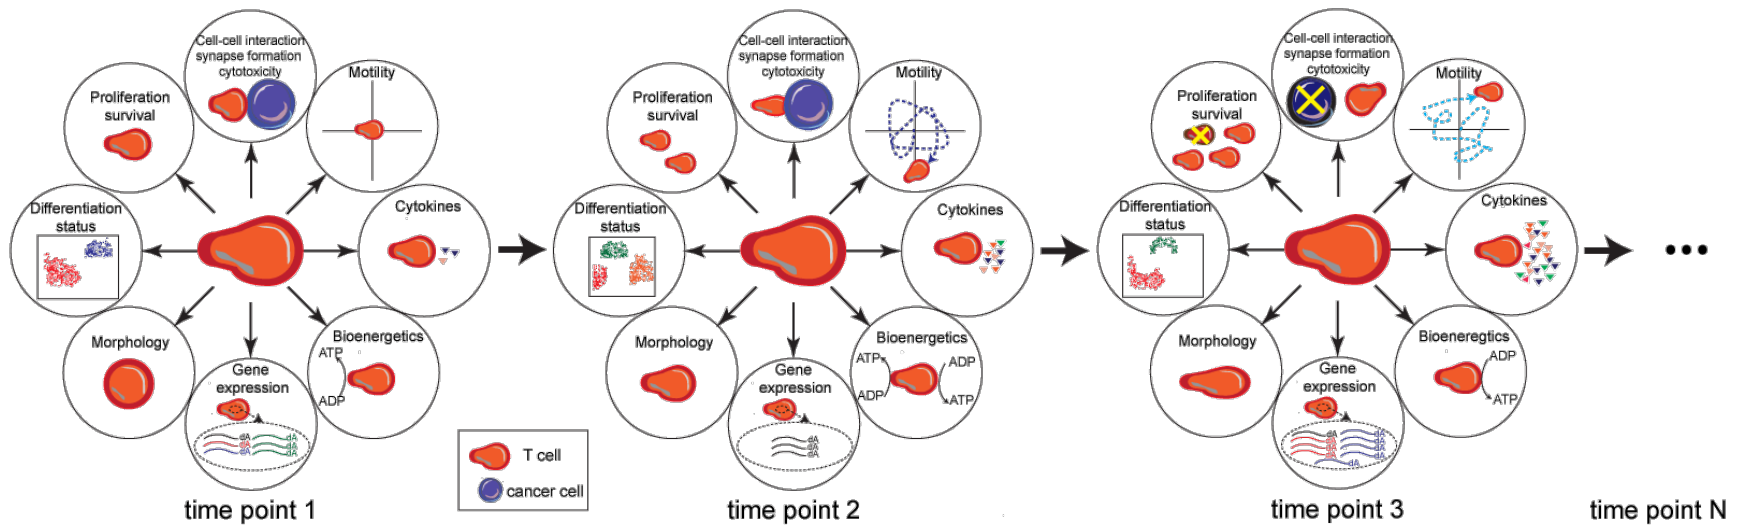 Cell-cell interaction
synapse formation
cytotoxicity
Motility
Proliferation
survival
Differentiation
status
Cytokines
Morphology
Bioenergetics
ATP
ADP
Gene
expression
dA dA
dA dA
dA dA
time point 1
Cell-cell interaction
synapse formation
cytotoxicity
Motility
Proliferation
survival
Differentiation
status
Cytokines
Morphology
Bioenergetics
ATP ADP
ADP ATP
Gene
expression
dA
dA
dA
time point 2
Cell-cell interaction
synapse formation
cytotoxicity
Motility
Proliferation
survival
Differentiation
status
Cytokines
Morphology
Bioeneregtics
ADP
ATP
Gene
expression
dA dA
dA dA
dA dA
dA
time point 3
time point N
T cell
cancer cell